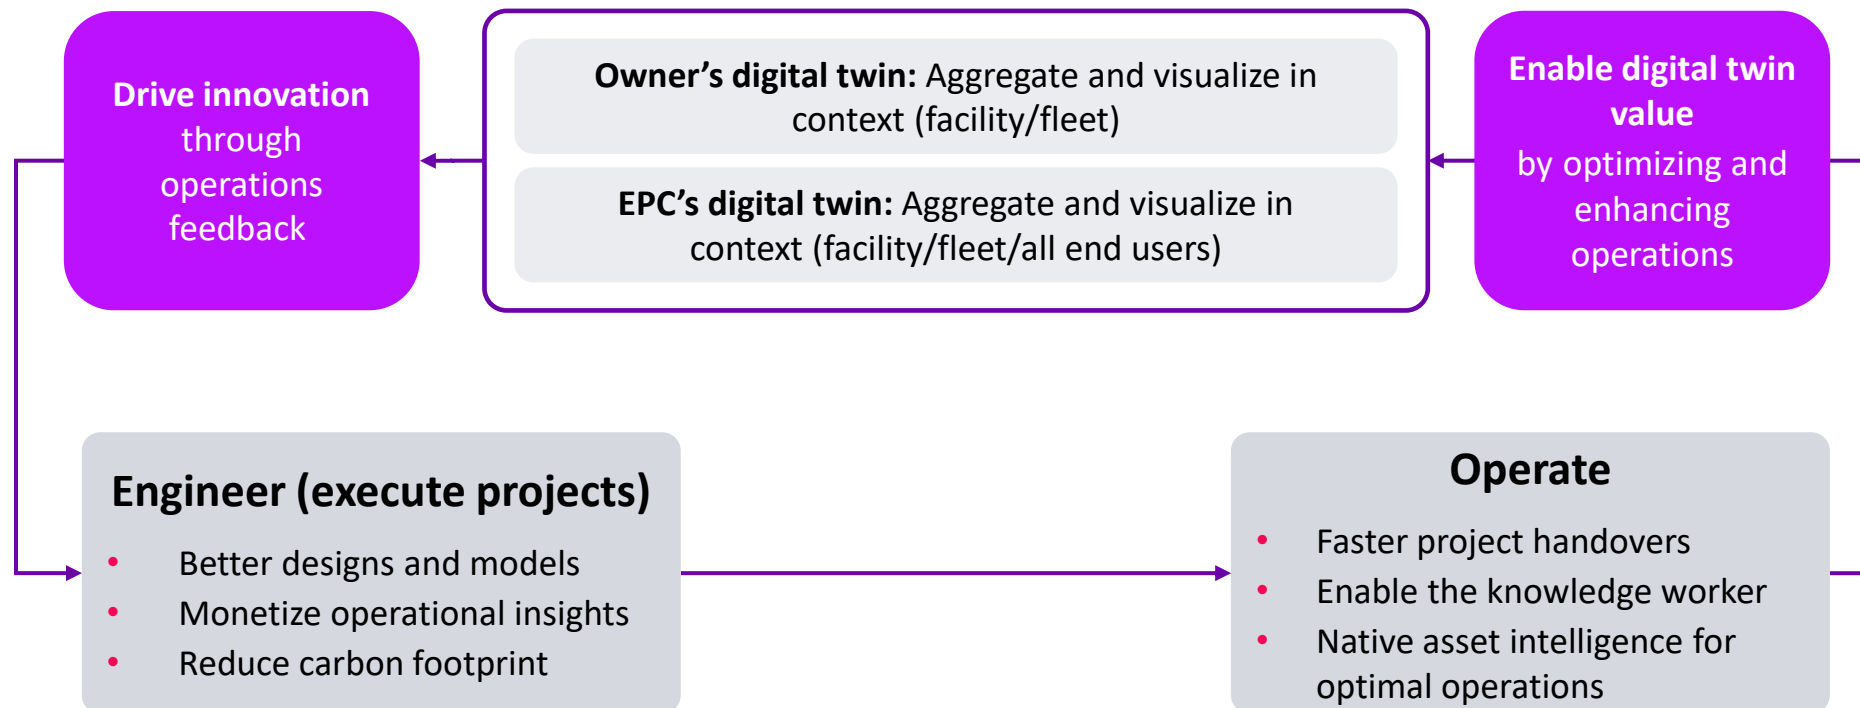 Drive innovation
through
operations
feedback
Owner’s digital twin: Aggregate and visualize in
context (facility/fleet)
EPC’s digital twin: Aggregate and visualize in
context (facility/fleet/all end users)
Enable digital twin
value
by optimizing and
enhancing
operations
Engineer (execute projects)
• Better designs and models
• Monetize operational insights
• Reduce carbon footprint
Operate
• Faster project handovers
• Enable the knowledge worker
• Native asset intelligence for
optimal operations